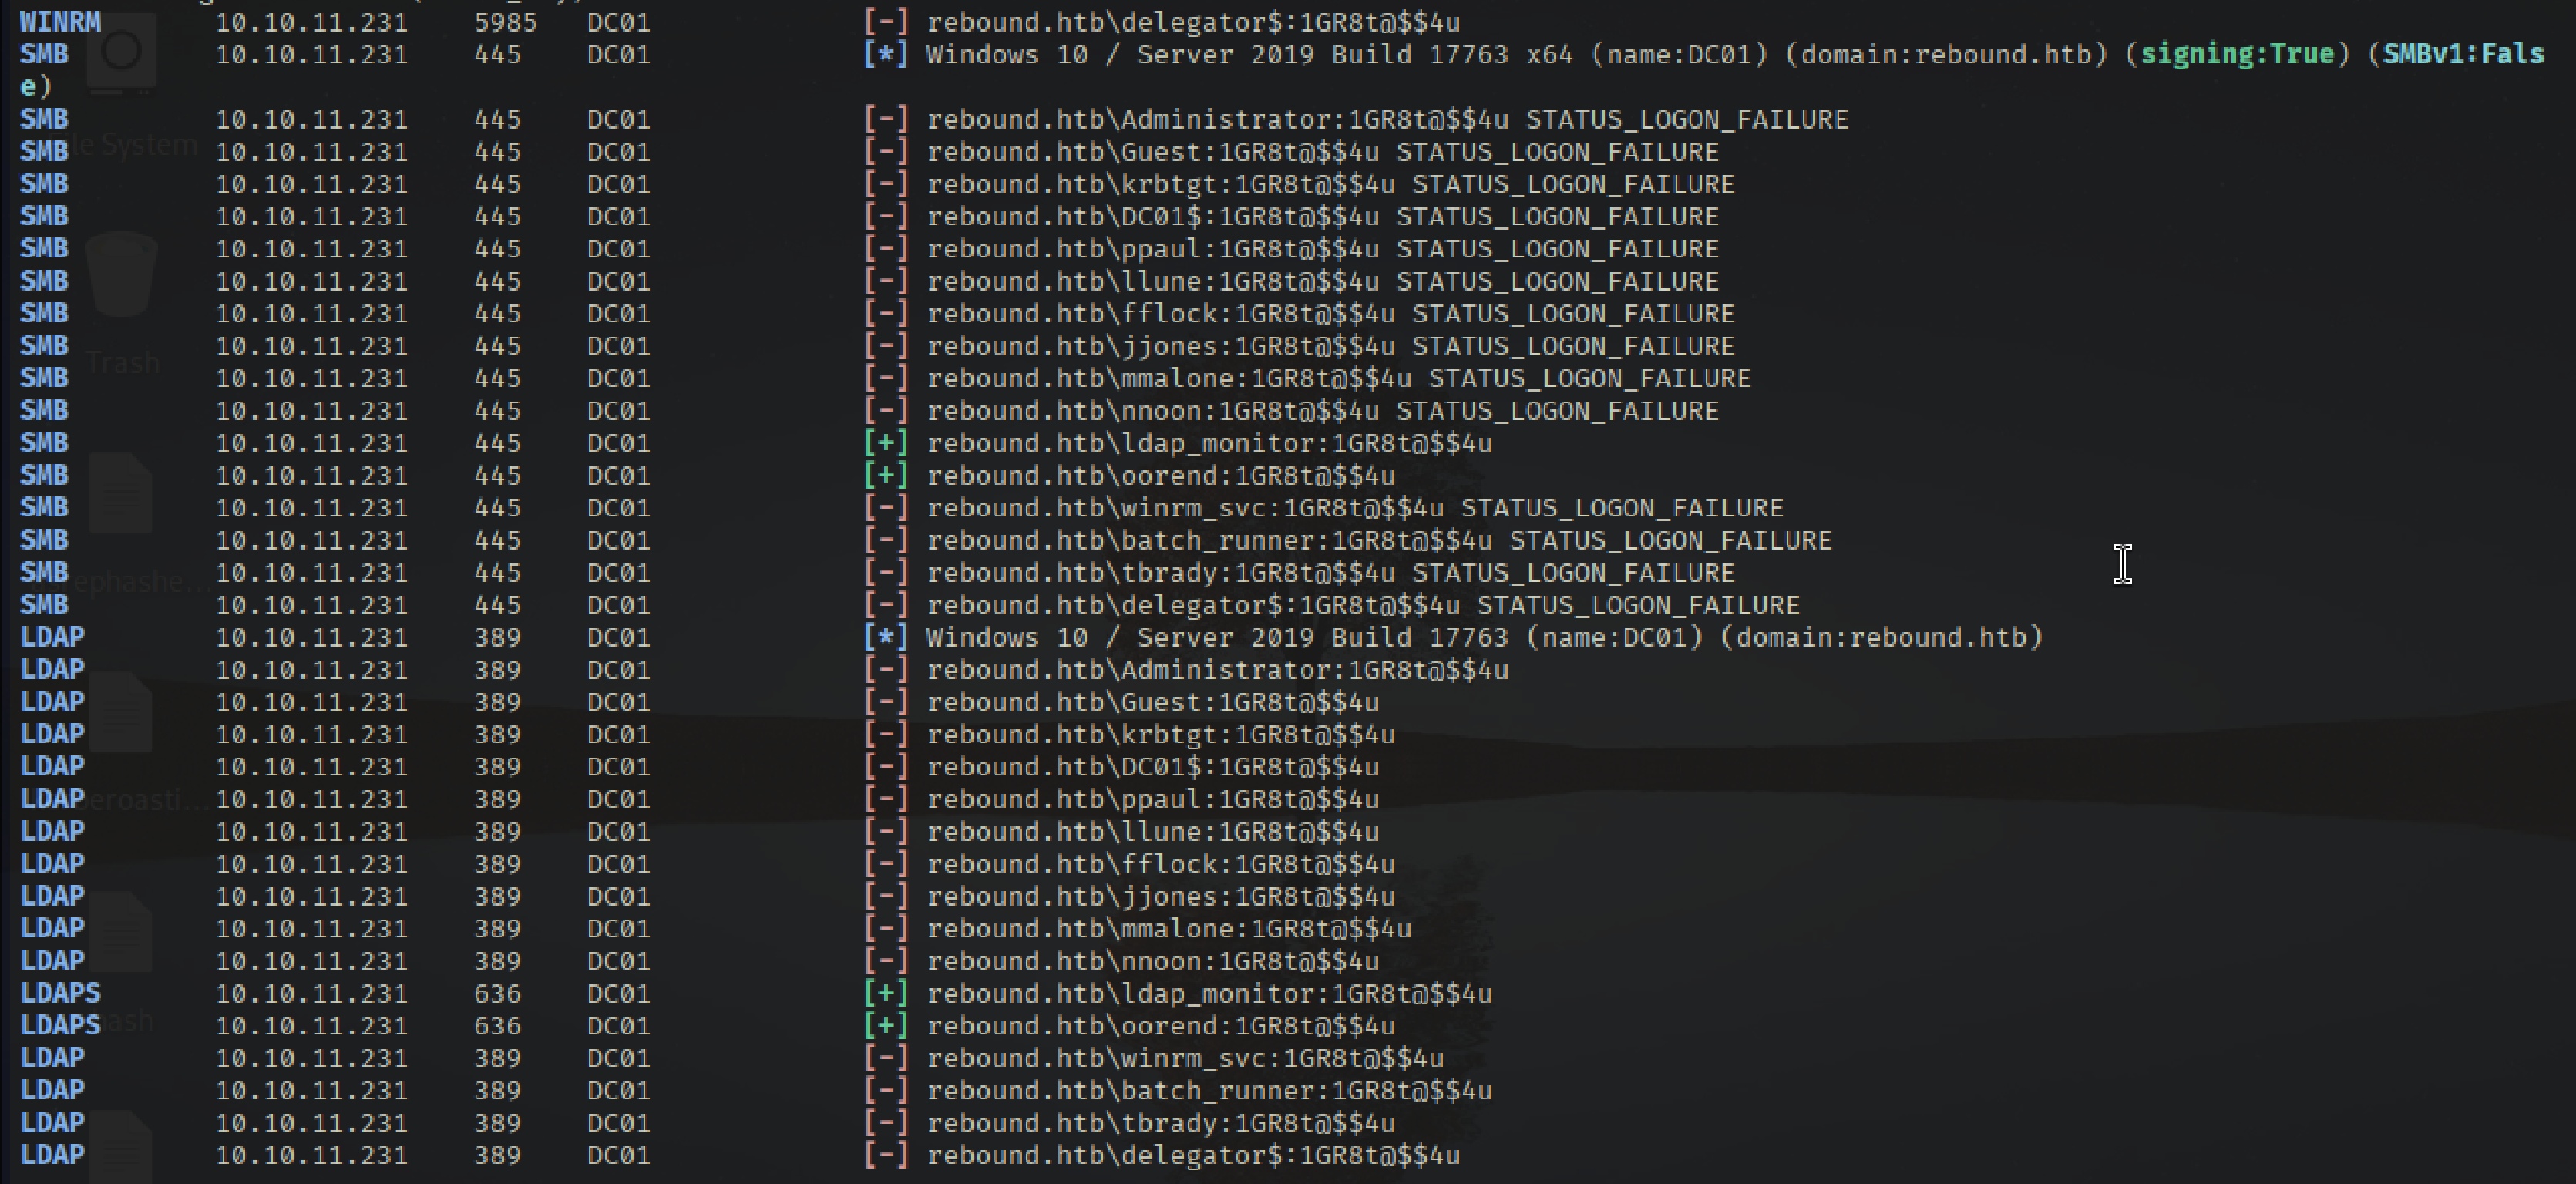 WINRM 10.10.11.231 5985 DC01 [-] rebound.htb\delegator$:1GR8t@$$4u
SMB 10.10.11.231 445 DC01 [*] Windows 10 / Server 2019 Build 17763 x64 (name:DC01) (domain:rebound.htb) (signing:True) (SMBv1:Fals
e)
SMB 10.10.11.231 445 DC01 [-] rebound.htb\Administrator:1GR8t@$$4u STATUS_LOGON_FAILURE
le System
SMB 10.10.11.231 445 DC01 [-] rebound.htb\Guest:1GR8t@$$4u STATUS_LOGON_FAILURE
SMB 10.10.11.231 445 DC01 [-] rebound.htb\krbtgt:1GR8t@$$4u STATUS_LOGON_FAILURE
SMB 10.10.11.231 445 DC01 [-] rebound.htb\DC01$:1GR8t@$$4u STATUS_LOGON_FAILURE
SMB 10.10.11.231 445 DC01 [-] rebound.htb\ppaul:1GR8t@$$4u STATUS_LOGON_FAILURE
SMB 10.10.11.231 445 DC01 [-] rebound.htb\llune:1GR8t@$$4u STATUS_LOGON_FAILURE
SMB 10.10.11.231 445 DC01 [-] rebound.htb\fflock:1GR8t@$$4u STATUS_LOGON_FAILURE
SMB 10.10.11.231 445 DC01 [-] rebound.htb\jjones:1GR8t@$$4u STATUS_LOGON_FAILURE
Trash
SMB 10.10.11.231 445 DC01 [-] rebound.htb\mmalone:1GR8t@$$4u STATUS_LOGON_FAILURE
SMB 10.10.11.231 445 DC01 [-] rebound.htb\nnoon:1GR8t@$$4u STATUS_LOGON_FAILURE
SMB 10.10.11.231 445 DC01 [+] rebound.htb\ldap_monitor:1GR8t@$$4u
SMB 10.10.11.231 445 DC01 [+] rebound.htb\oorend:1GR8t@$$4u
SMB 10.10.11.231 445 DC01 [-] rebound.htb\winrm_svc:1GR8t@$$4u STATUS_LOGON_FAILURE
SMB 10.10.11.231 445 DC01 [-] rebound.htb\batch_runner:1GR8t@$$4u STATUS_LOGON_FAILURE
SMB 10.10.11.231 445 DC01 [-] rebound.htb\tbrady:1GR8t@$$4u STATUS_LOGON_FAILURE
SMB 10.10.11.231 445 DC01 [-] rebound.htb\delegator$:1GR8t@$$4u STATUS_LOGON_FAILURE
LDAP 10.10.11.231 389 DC01 [*] Windows 10 / Server 2019 Build 17763 (name:DC01) (domain:rebound.htb)
LDAP 10.10.11.231 389 DC01 [-] rebound.htb\Administrator:1GR8t@$$4u
LDAP 10.10.11.231 389 DC01 [-] rebound.htb\Guest:1GR8t@$$4u
LDAP 10.10.11.231 389 DC01 [-] rebound.htb\krbtgt:1GR8t@$$4u
LDAP 10.10.11.231 389 DC01 [-] rebound.htb\DC01$:1GR8t@$$4u
LDAP 10.10.11.231 389 DC01 [-] rebound.htb\ppaul:1GR8t@$$4u
LDAP 10.10.11.231 389 DC01 [-] rebound.htb\llune:1GR8t@$$4u
LDAP 10.10.11.231 389 DC01 [-] rebound.htb\fflock:1GR8t@$$4u
LDAP 10.10.11.231 389 DC01 [-] rebound.htb\jjones:1GR8t@$$4u
LDAP 10.10.11.231 389 DC01 [-] rebound.htb\mmalone:1GR8t@$$4u
LDAP 10.10.11.231 389 DC01 [-] rebound.htb\nnoon:1GR8t@$$4u
LDAPS 10.10.11.231 636 DC01 [+] rebound.htb\ldap_monitor:1GR8t@$$4u
LDAPS 10.10.11.231 636 DC01 [+] rebound.htb\oorend:1GR8t@$$4u
LDAP 10.10.11.231 389 DC01 [-] rebound.htb\winrm_svc:1GR8t@$$4u
LDAP 10.10.11.231 389 DC01 [-] rebound.htb\batch_runner:1GR8t@$$4u
LDAP 10.10.11.231 389 DC01 [-] rebound.htb\tbrady:1GR8t@$$4u
LDAP 10.10.11.231 389 DC01 [-] rebound.htb\delegator$:1GR8t@$$4u